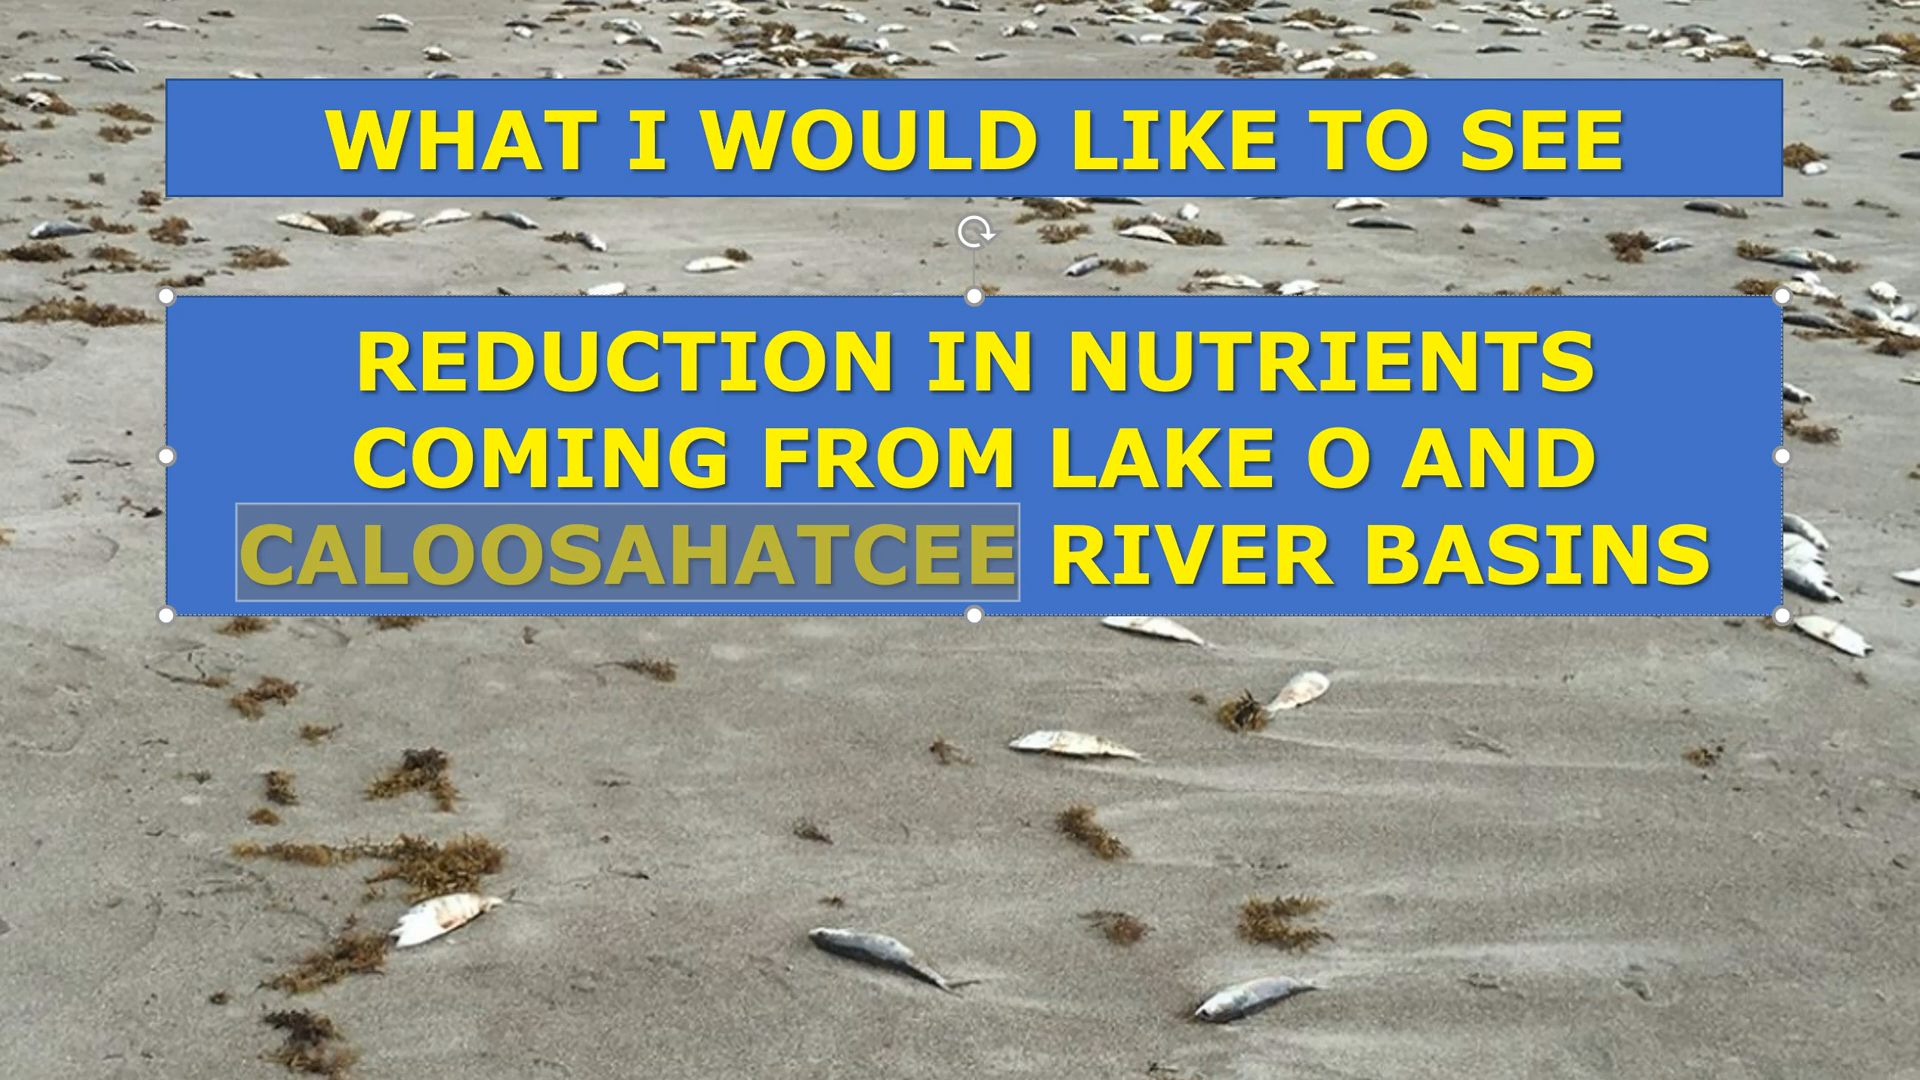 WHAT I WOULD LIKE TO SEE
REDUCTION IN NUTRIENTS
COMING FROM LAKE O AND
CALOOSAHATCEE RIVER BASINS